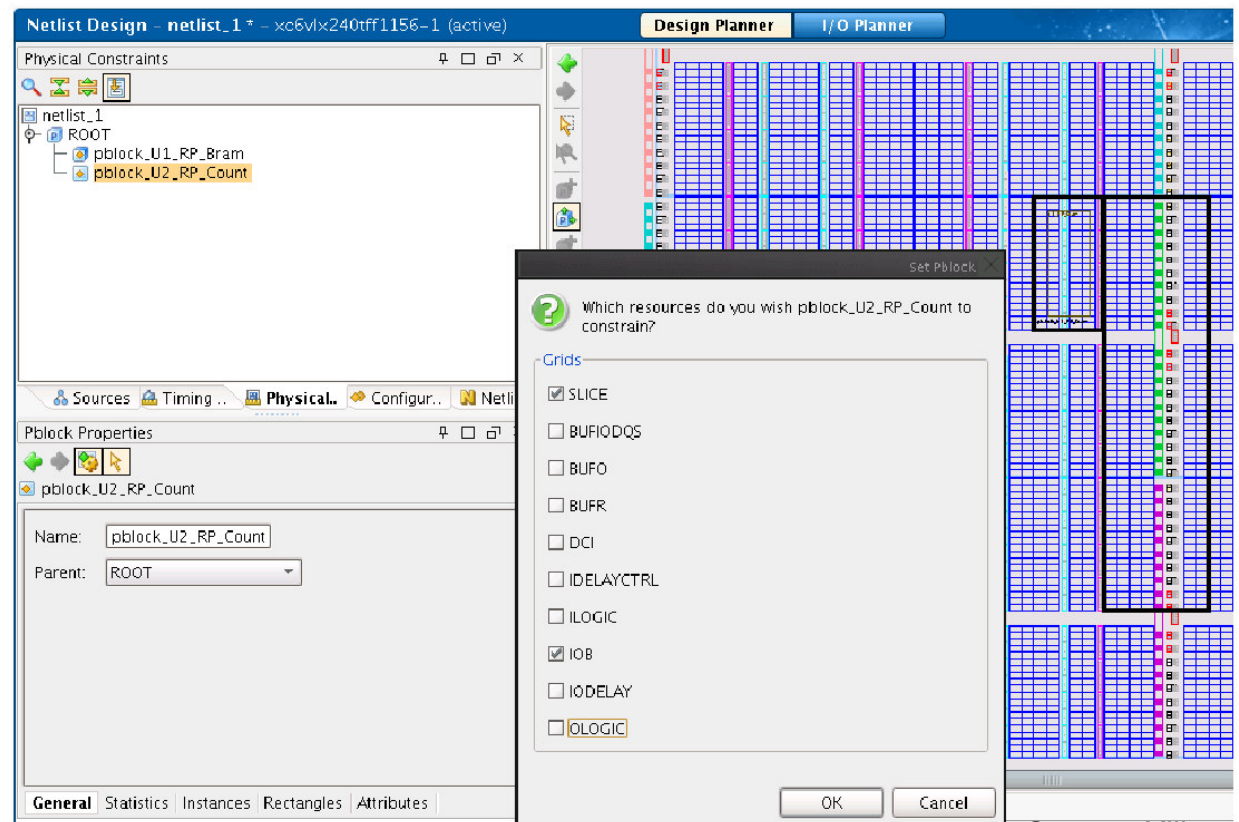 Netlist Design - netlist_1 * - xc6vlx240tff1156-1 (active)
Design Planner
I/O Planner
Physical Constraints
netlist_1
ROOT
pblock_U1_RP_Bram
pblock_U2_RP_Count
Sources
Timing ..
Physical..
Configur..
Netli
Pblock Properties
pblock_U2_RP_Count
Name: pblock_U2_RP_Count
Parent: ROOT
General Statistics Instances Rectangles Attributes
Set Pblock
Which resources do you wish pblock_U2_RP_Count to
constrain?
Grids
SLICE
BUFIODQS
BUFO
BUFR
DCI
IDELAYCTRL
ILOGIC
IOB
IODELAY
OLOGIC
OK
Cancel